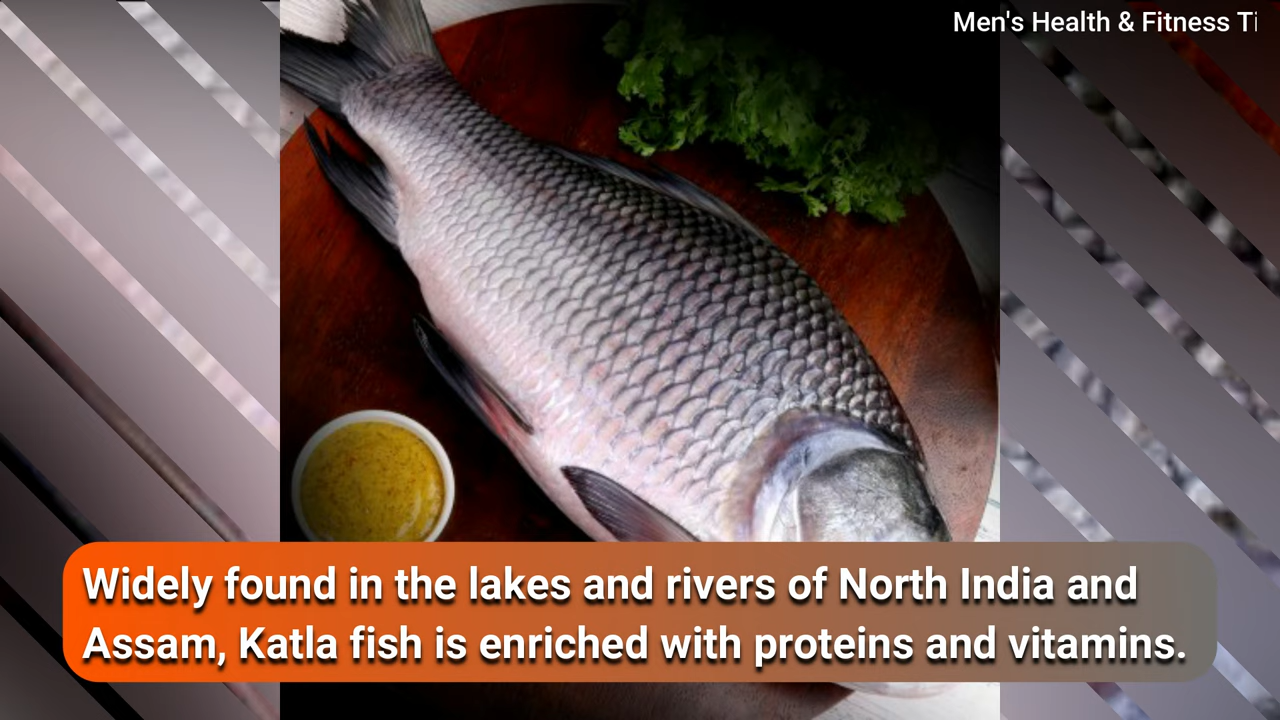 Men's Health & Fitness Ti
Widely found in the lakes and rivers of North India and
Assam, Katla fish is enriched with proteins and vitamins.